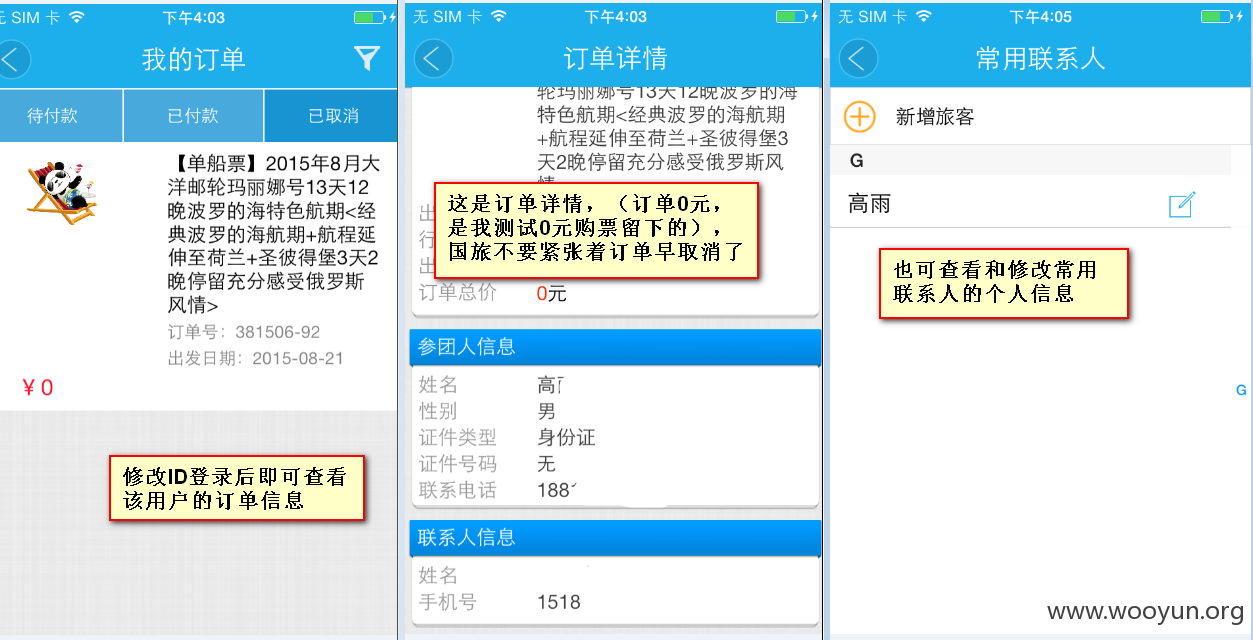 无 SIM 卡
下午4:03
我的订单
待付款
已付款
已取消
【单船票】2015年8月大
洋邮轮玛丽娜号13天12
晚波罗的海特色航期<经
典波罗的海航期+航程延
伸至荷兰+圣彼得堡3天2
晚停留充分感受俄罗斯
风情>
订单号：381506-92
出发日期：2015-08-21
¥ 0
修改ID登录后即可查看
该用户的订单信息
无 SIM 卡
下午4:03
订单详情
轮玛丽娜号13天12晚波罗的海
特色航期<经典波罗的海航期
+航程延伸至荷兰+圣彼得堡3
天2晚停留充分感受俄罗斯风
这是订单详情，（订单0元，
是我测试0元购票留下的），
国旅不要紧张着订单早取消了
出
行
出
订单总价 0元
参团人信息
姓名 高
性别 男
证件类型 身份证
证件号码 无
联系电话 188
联系人信息
姓名
手机号 1518
无 SIM 卡
下午4:05
常用联系人
新增旅客
G
高雨
也可查看和修改常用
联系人的个人信息
G
www.wooyun.org